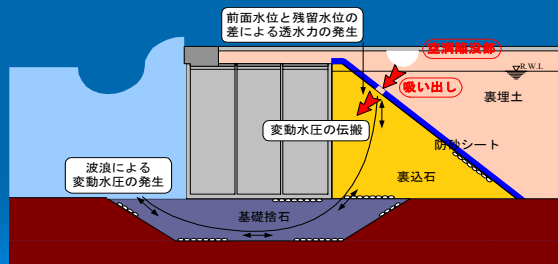 前面水位と残留水位の
差による透水力の発生
空洞・陥没部
R.W.L
吸い出し
裏埋土
変動水圧の伝搬
防砂シート
波浪による
変動水圧の発生
裏込石
基礎捨石